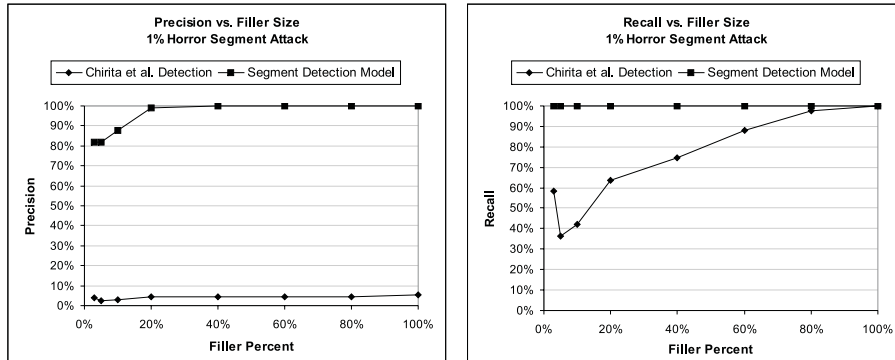 Precision vs. Filler Size
1% Horror Segment Attack
Chirita et al. Detection
Segment Detection Model
100%
90%
80%
70%
60%
50%
40%
30%
20%
10%
0%
Precision
0% 20% 40% 60% 80% 100%
Filler Percent
Recall vs. Filler Size
1% Horror Segment Attack
Chirita et al. Detection
Segment Detection Model
100%
90%
80%
70%
60%
50%
40%
30%
20%
10%
0%
Recall
0% 20% 40% 60% 80% 100%
Filler Percent